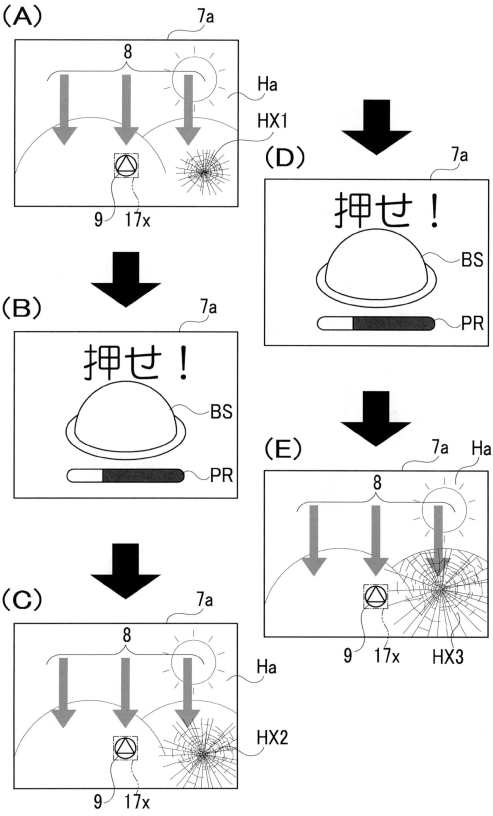 (A)
7a
8
Ha
HX1
9
17x
(B)
7a
押せ！
BS
PR
(C)
7a
8
Ha
HX2
9
17x
(D)
7a
押せ！
BS
PR
(E)
7a
Ha
8
9
17x
HX3